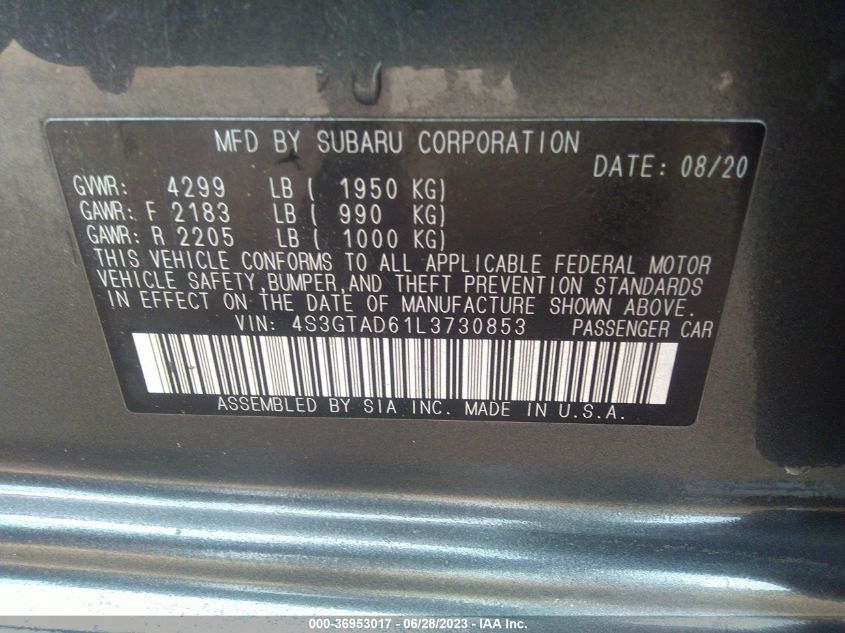 MFD BY SUBARU CORPORATION
DATE: 08/20
GVWR: 4299 LB ( 1950 KG)
GAWR: F 2183 LB ( 990 KG)
GAWR: R 2205 LB ( 1000 KG)
THIS VEHICLE CONFORMS TO ALL APPLICABLE FEDERAL MOTOR
VEHICLE SAFETY,BUMPER,AND THEFT PREVENTION STANDARDS
IN EFFECT ON THE DATE OF MANUFACTURE SHOWN ABOVE.
VIN: 4S3GTAD61L3730853 PASSENGER CAR
ASSEMBLED BY SIA INC. MADE IN U.S.A.
000-36953017 — 06/28/2023 — IAA Inc.